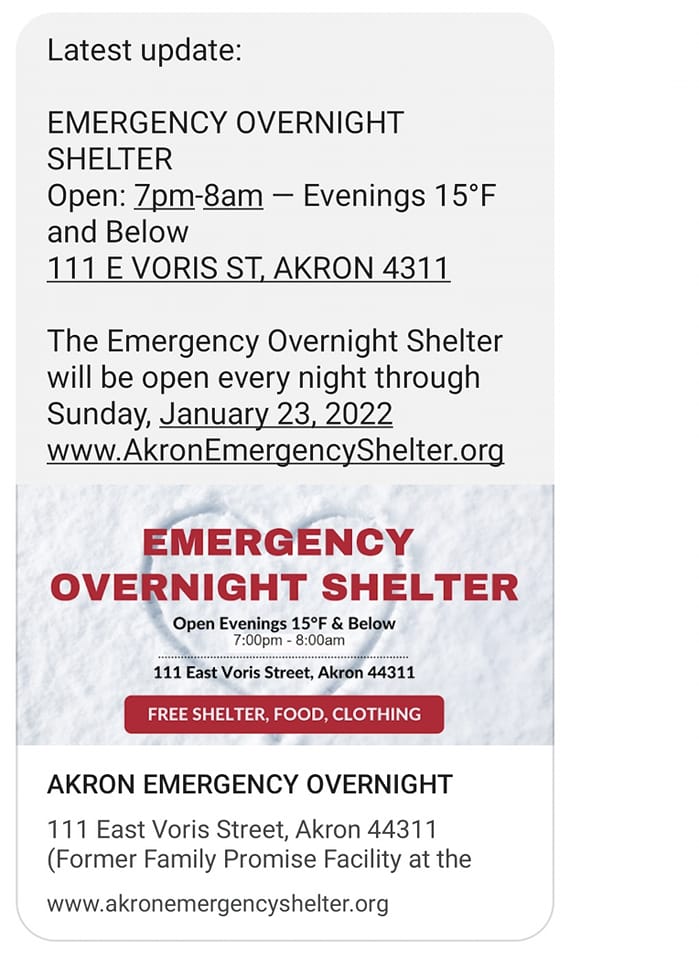 Latest update:
EMERGENCY OVERNIGHT
SHELTER
Open: 7pm-8am — Evenings 15°F
and Below
111 E VORIS ST, AKRON 4311
The Emergency Overnight Shelter
will be open every night through
Sunday, January 23, 2022
www.AkronEmergencyShelter.org
EMERGENCY
OVERNIGHT SHELTER
Open Evenings 15°F & Below
7:00pm - 8:00am
111 East Voris Street, Akron 44311
FREE SHELTER, FOOD, CLOTHING
AKRON EMERGENCY OVERNIGHT
111 East Voris Street, Akron 44311
(Former Family Promise Facility at the
www.akronemergencyshelter.org